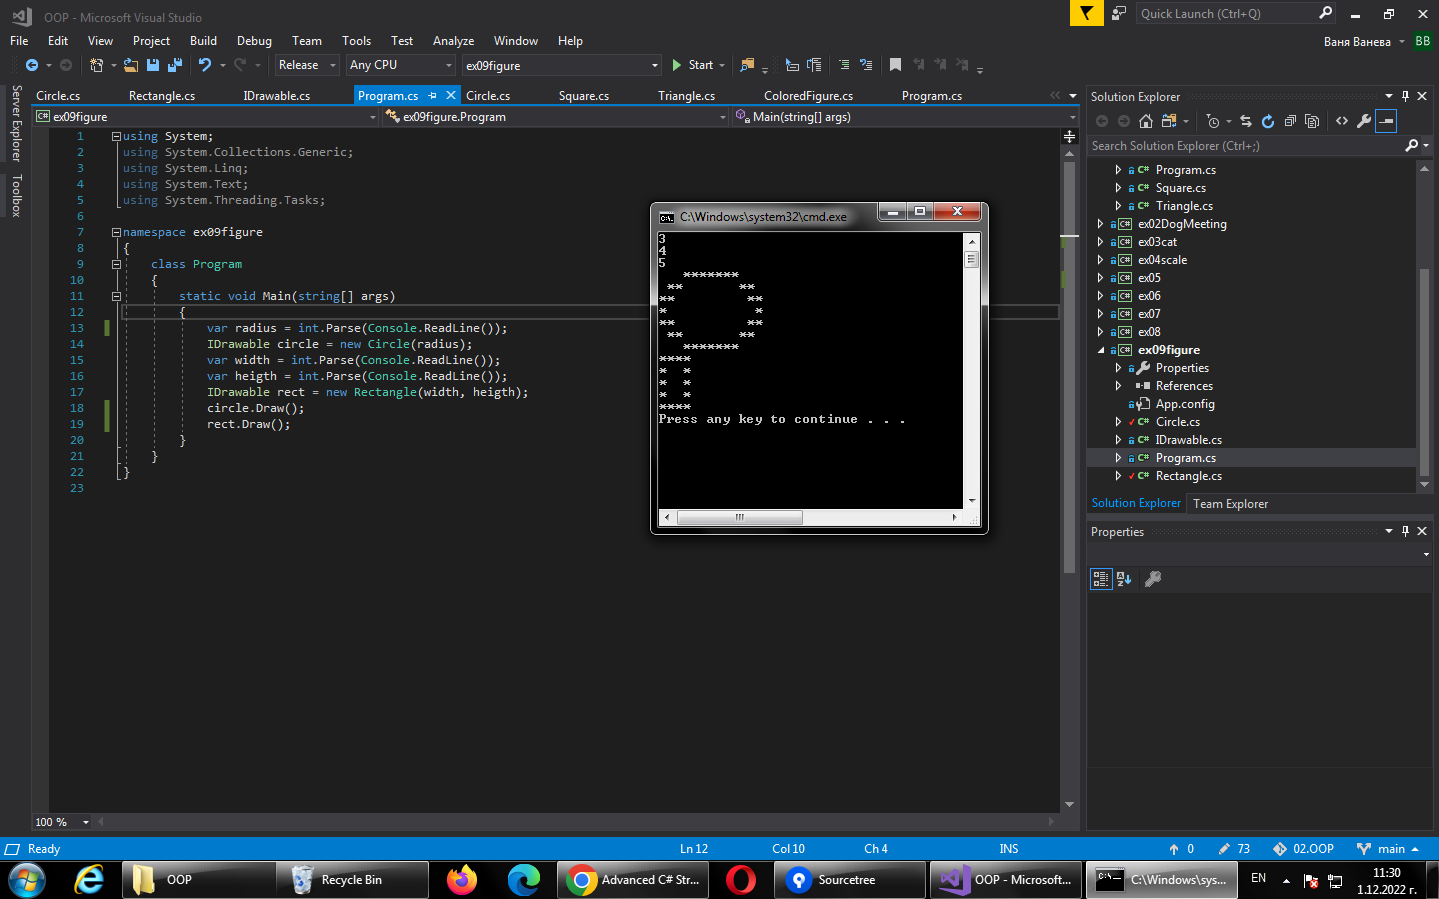 OOP - Microsoft Visual Studio
Quick Launch (Ctrl+Q)
File Edit View Project Build Debug Team Tools Test Analyze Window Help
Ваня Ванева BB
Release Any CPU ex09figure Start
Server Explorer
Toolbox
Circle.cs Rectangle.cs IDrawable.cs Program.cs Circle.cs Square.cs Triangle.cs ColoredFigure.cs Program.cs
ex09figure ex09figure.Program Main(string[] args)
1 using System;
2 using System.Collections.Generic;
3 using System.Linq;
4 using System.Text;
5 using System.Threading.Tasks;
6
7 namespace ex09figure
8 {
9 class Program
10 {
11 static void Main(string[] args)
12 {
13 var radius = int.Parse(Console.ReadLine());
14 IDrawable circle = new Circle(radius);
15 var width = int.Parse(Console.ReadLine());
16 var heigth = int.Parse(Console.ReadLine());
17 IDrawable rect = new Rectangle(width, heigth);
18 circle.Draw();
19 rect.Draw();
20 }
21 }
22 }
23
C:\Windows\system32\cmd.exe
3
4
5
   *******
 **       **
**         **
*           *
**         **
 **       **
   *******
****
*  *
*  *
*  *
****
Press any key to continue . . .
Solution Explorer
Search Solution Explorer (Ctrl+;)
C# Program.cs
C# Square.cs
C# Triangle.cs
C# ex02DogMeeting
C# ex03cat
C# ex04scale
C# ex05
C# ex06
C# ex07
C# ex08
C# ex09figure
Properties
References
App.config
C# Circle.cs
C# IDrawable.cs
C# Program.cs
C# Rectangle.cs
Solution Explorer Team Explorer
Properties
100 %
Ready Ln 12 Col 10 Ch 4 INS 0 73 02.OOP main
OOP Recycle Bin Advanced C# Str... Sourcetree OOP - Microsoft... C:\Windows\sys... EN 11:30
1.12.2022 г.